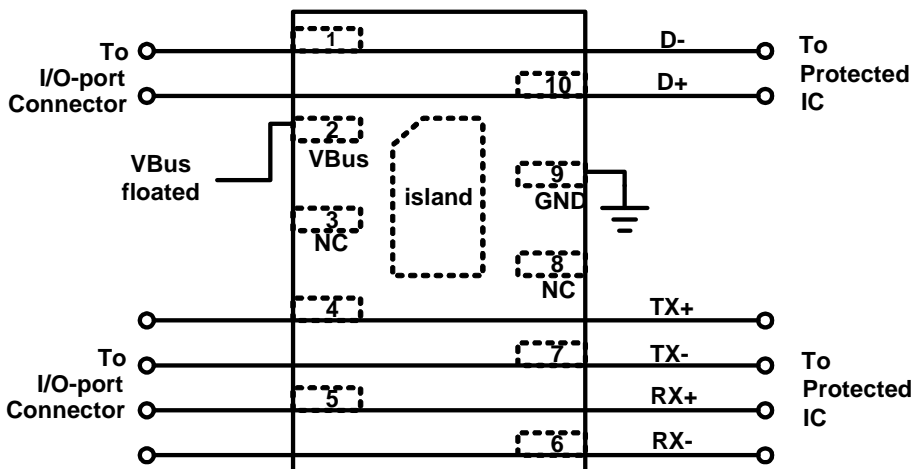 To
I/O-port
Connector
1
D-
To
Protected
IC
10
D+
2
VBus
VBus
floated
island
9
GND
3
NC
8
NC
4
TX+
To
I/O-port
Connector
7
TX-
To
Protected
IC
5
RX+
6
RX-